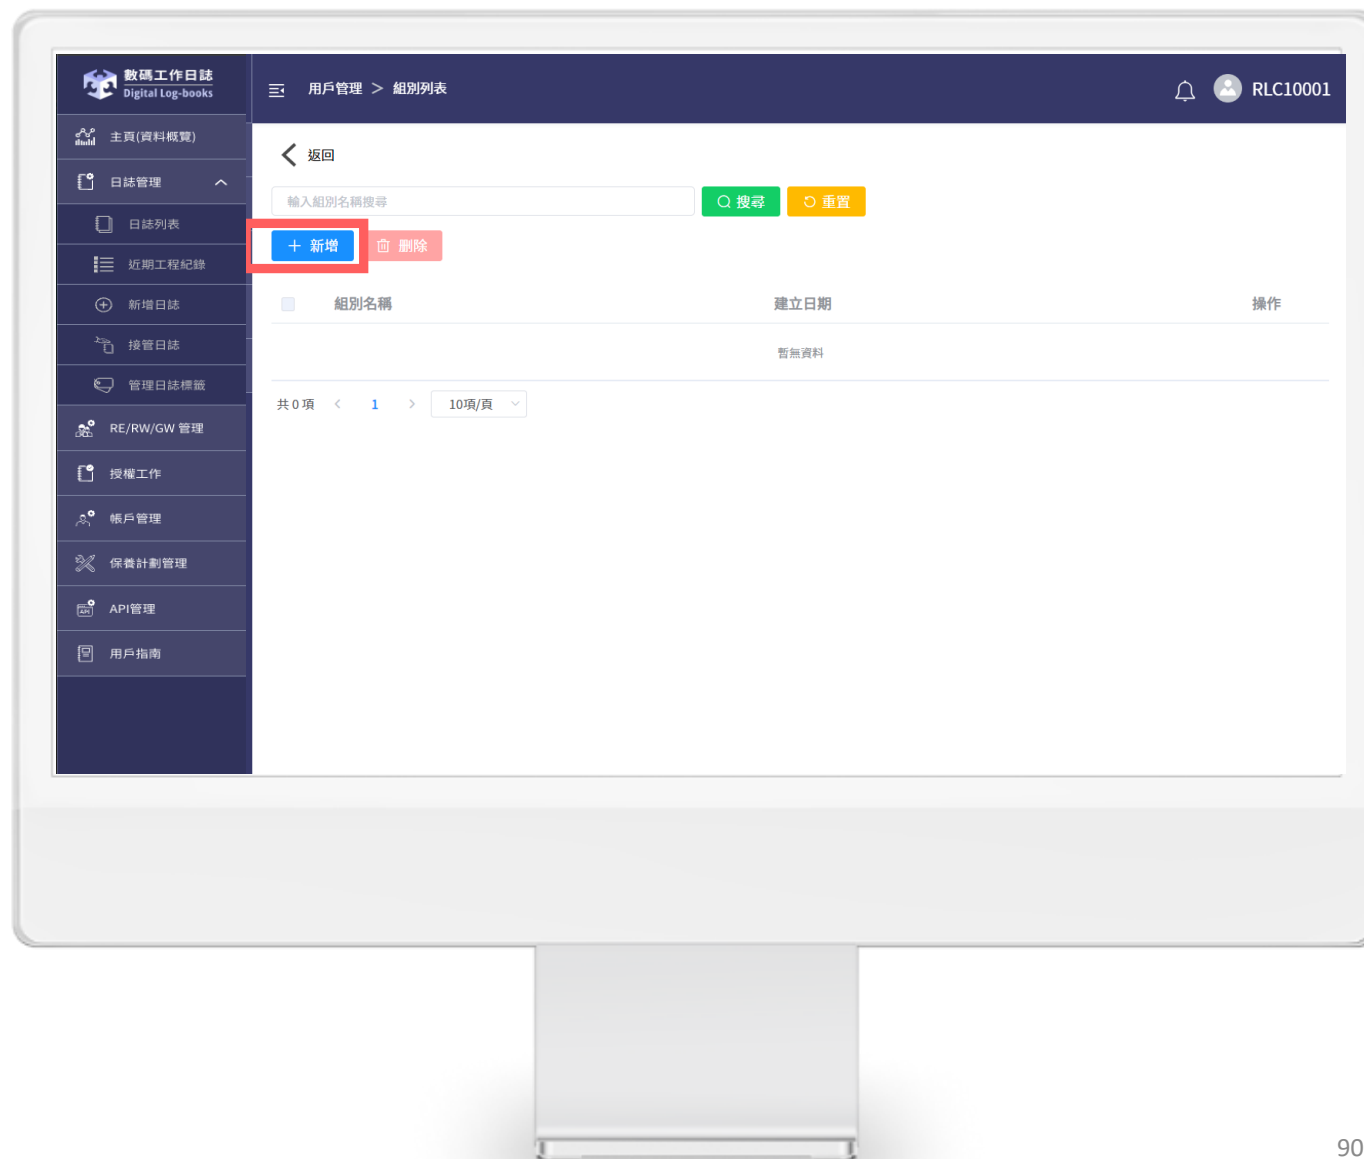 數碼工作日誌
Digital Log-books
用戶管理 > 組別列表
RLC10001
主頁(資料概覽)
日誌管理
日誌列表
近期工程紀錄
新增日誌
接管日誌
管理日誌標籤
RE/RW/GW 管理
授權工作
帳戶管理
保養計劃管理
API管理
用戶指南
返回
輸入組別名稱搜尋
搜尋
重置
新增
刪除
組別名稱 建立日期 操作
暫無資料
共 0 項 < 1 > 10項/頁
90